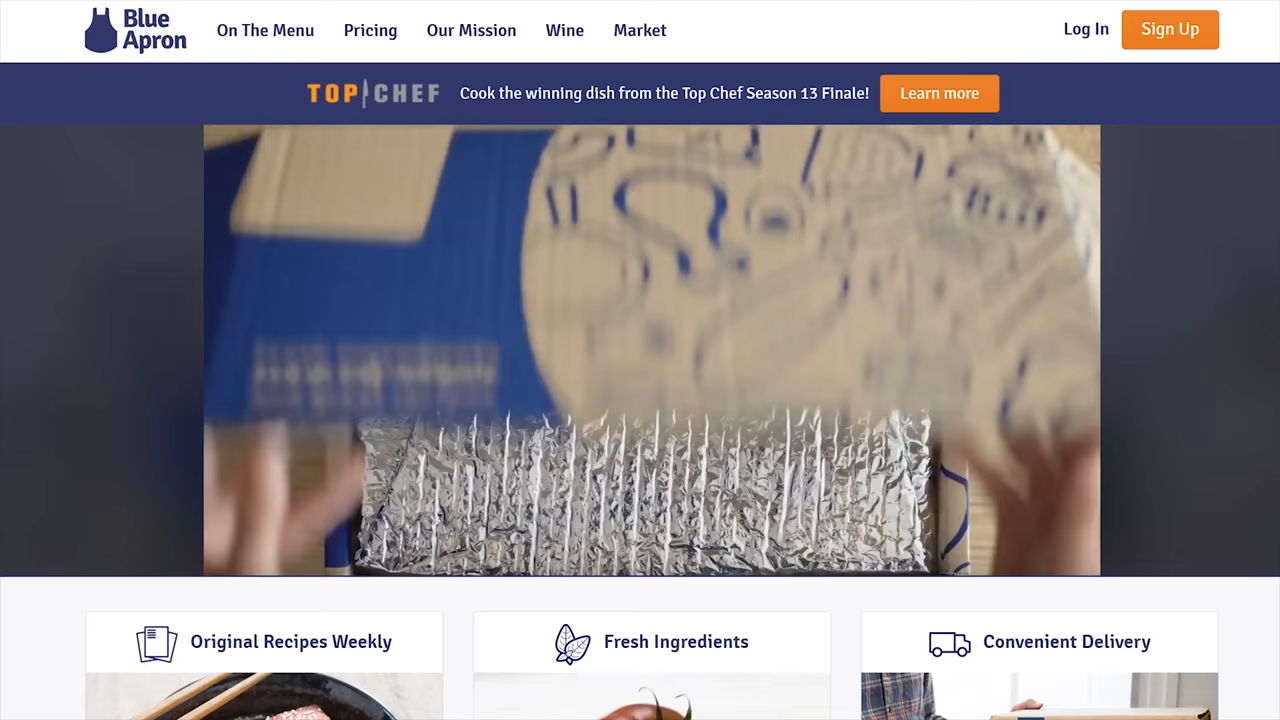 Blue
Apron
On The Menu
Pricing
Our Mission
Wine
Market
Log In
Sign Up
TOP CHEF
Cook the winning dish from the Top Chef Season 13 Finale!
Learn more
Original Recipes Weekly
Fresh Ingredients
Convenient Delivery